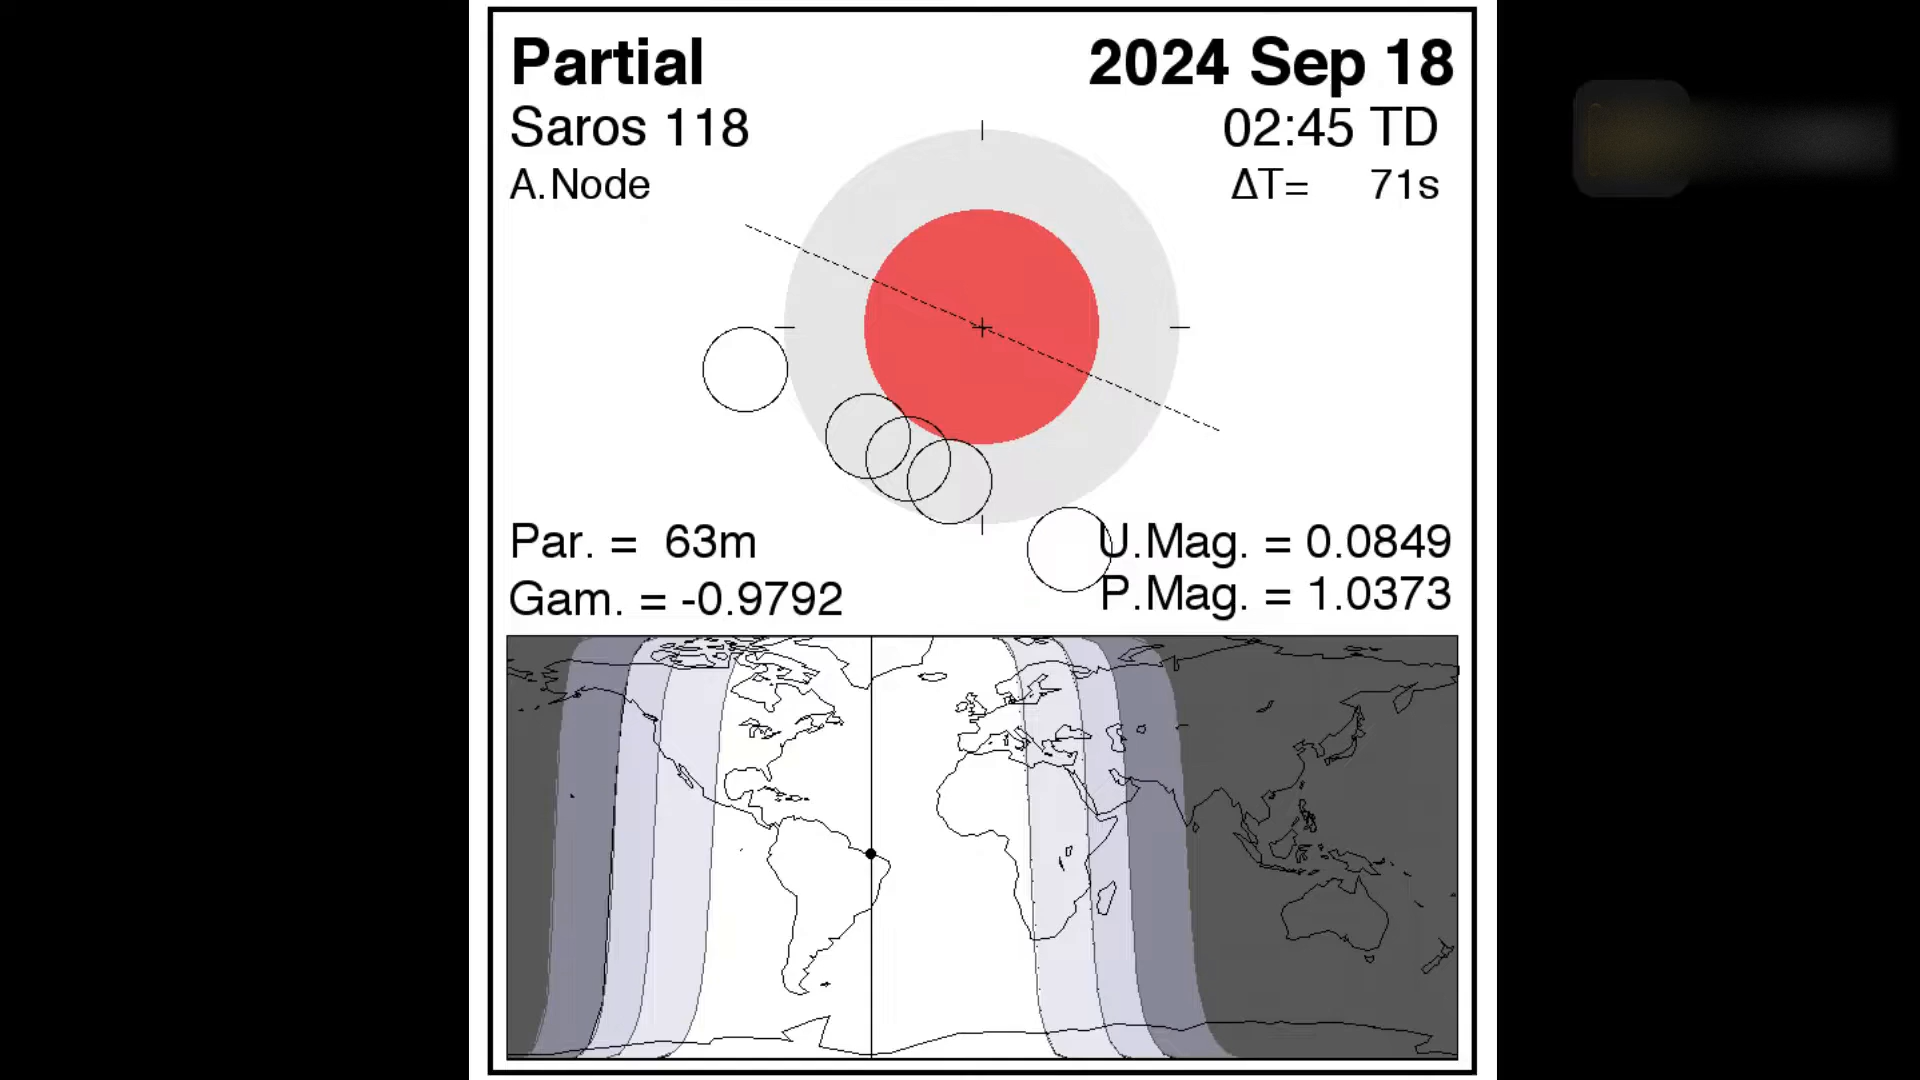 Partial
2024 Sep 18
Saros 118
02:45 TD
A.Node
ΔT= 71s
Par. = 63m
U.Mag. = 0.0849
Gam. = -0.9792
P.Mag. = 1.0373